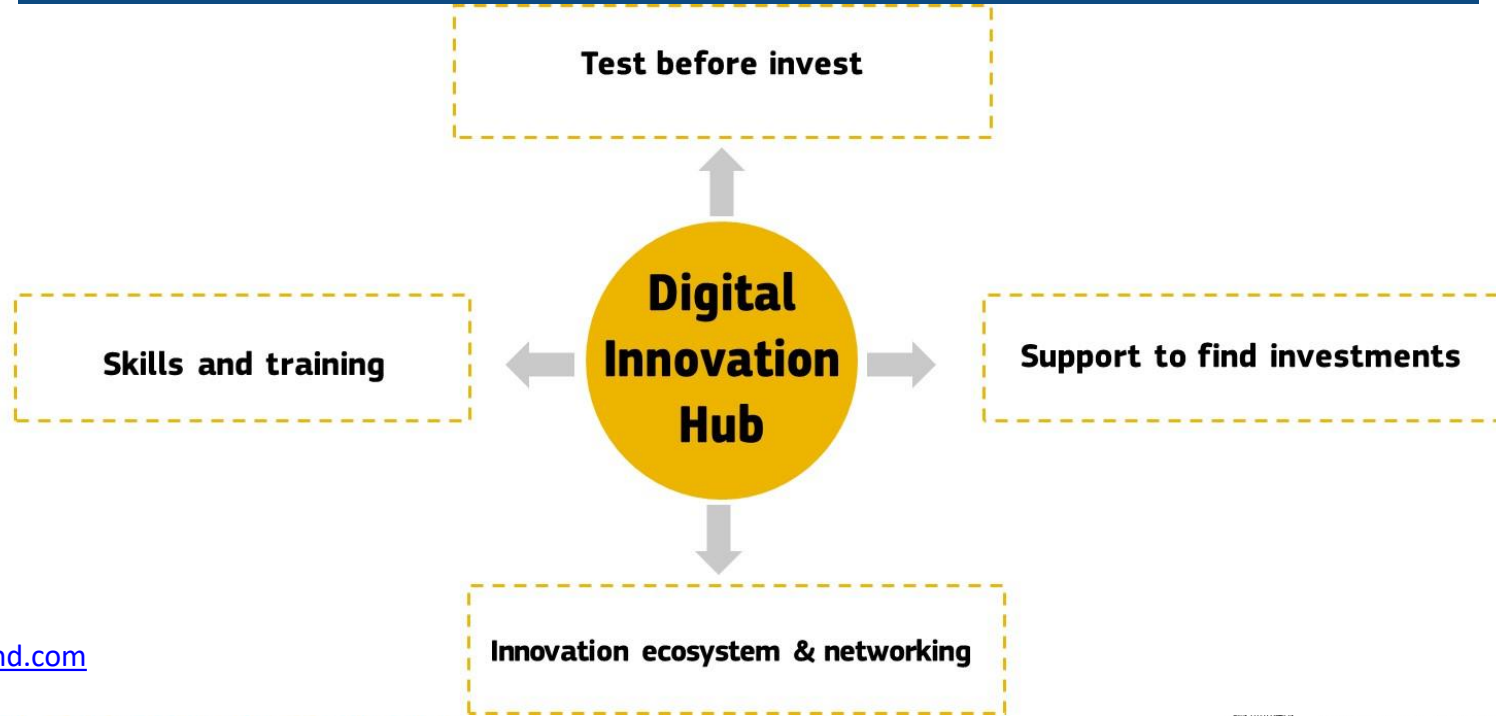 Test before invest
Digital
Innovation
Hub
Skills and training
Support to find investments
Innovation ecosystem & networking
nd.com